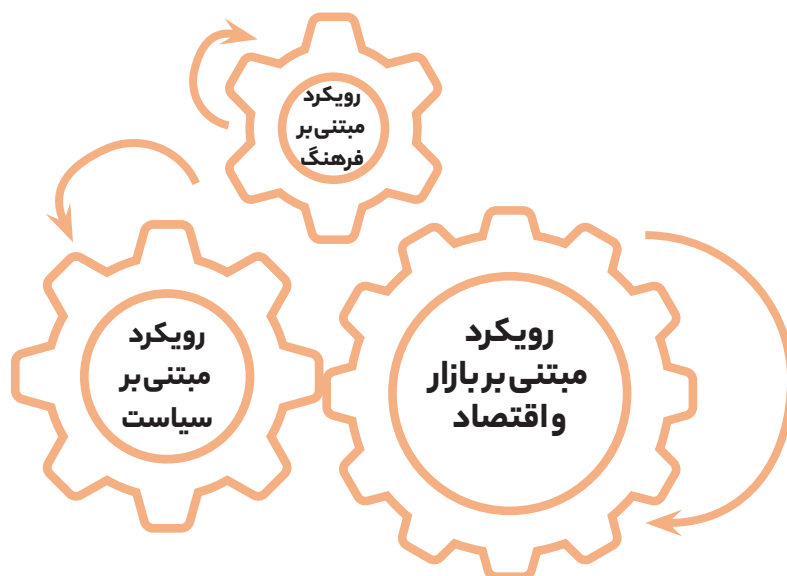 رویکرد
مبتنی‌بر
فرهنگ
رویکرد
مبتنی‌بر بازار
و اقتصاد
رویکرد
مبتنی‌بر
سیاست